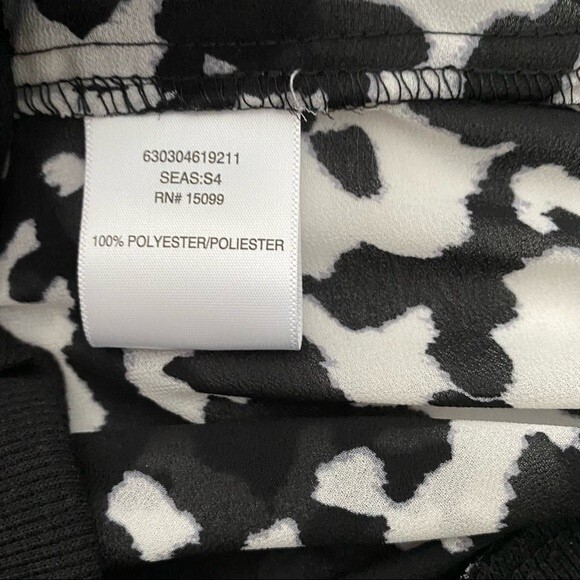 630304619211
SEAS:S4
RN# 15099
100% POLYESTER/POLIESTER